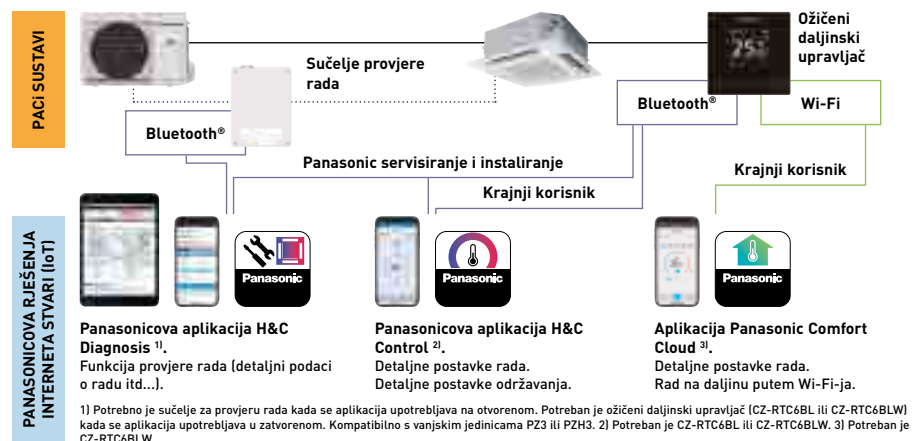 PACi SUSTAVI
Sučelje provjere
rada
Ožičeni
daljinski
upravljač
25
Bluetooth®
Bluetooth®
Wi-Fi
Panasonic servisiranje i instaliranje
Krajnji korisnik
Krajnji korisnik
PANASONICOVA RJEŠENJA
INTERNETA STVARI (IoT)
Panasonic
Panasonic
Panasonic
Panasonicova aplikacija H&C
Diagnosis 1).
Funkcija provjere rada (detaljni podaci
o radu itd...).
Panasonicova aplikacija H&C
Control 2).
Detaljne postavke rada.
Detaljne postavke održavanja.
Aplikacija Panasonic Comfort
Cloud 3).
Detaljne postavke rada.
Rad na daljinu putem Wi-Fi-ja.
1) Potrebno je sučelje za provjeru rada kada se aplikacija upotrebljava na otvorenom. Potreban je ožičeni daljinski upravljač (CZ-RTC6BL ili CZ-RTC6BLW)
kada se aplikacija upotrebljava u zatvorenom. Kompatibilno s vanjskim jedinicama PZ3 ili PZH3. 2) Potreban je CZ-RTC6BL ili CZ-RTC6BLW. 3) Potreban je
CZ-RTC6BLW